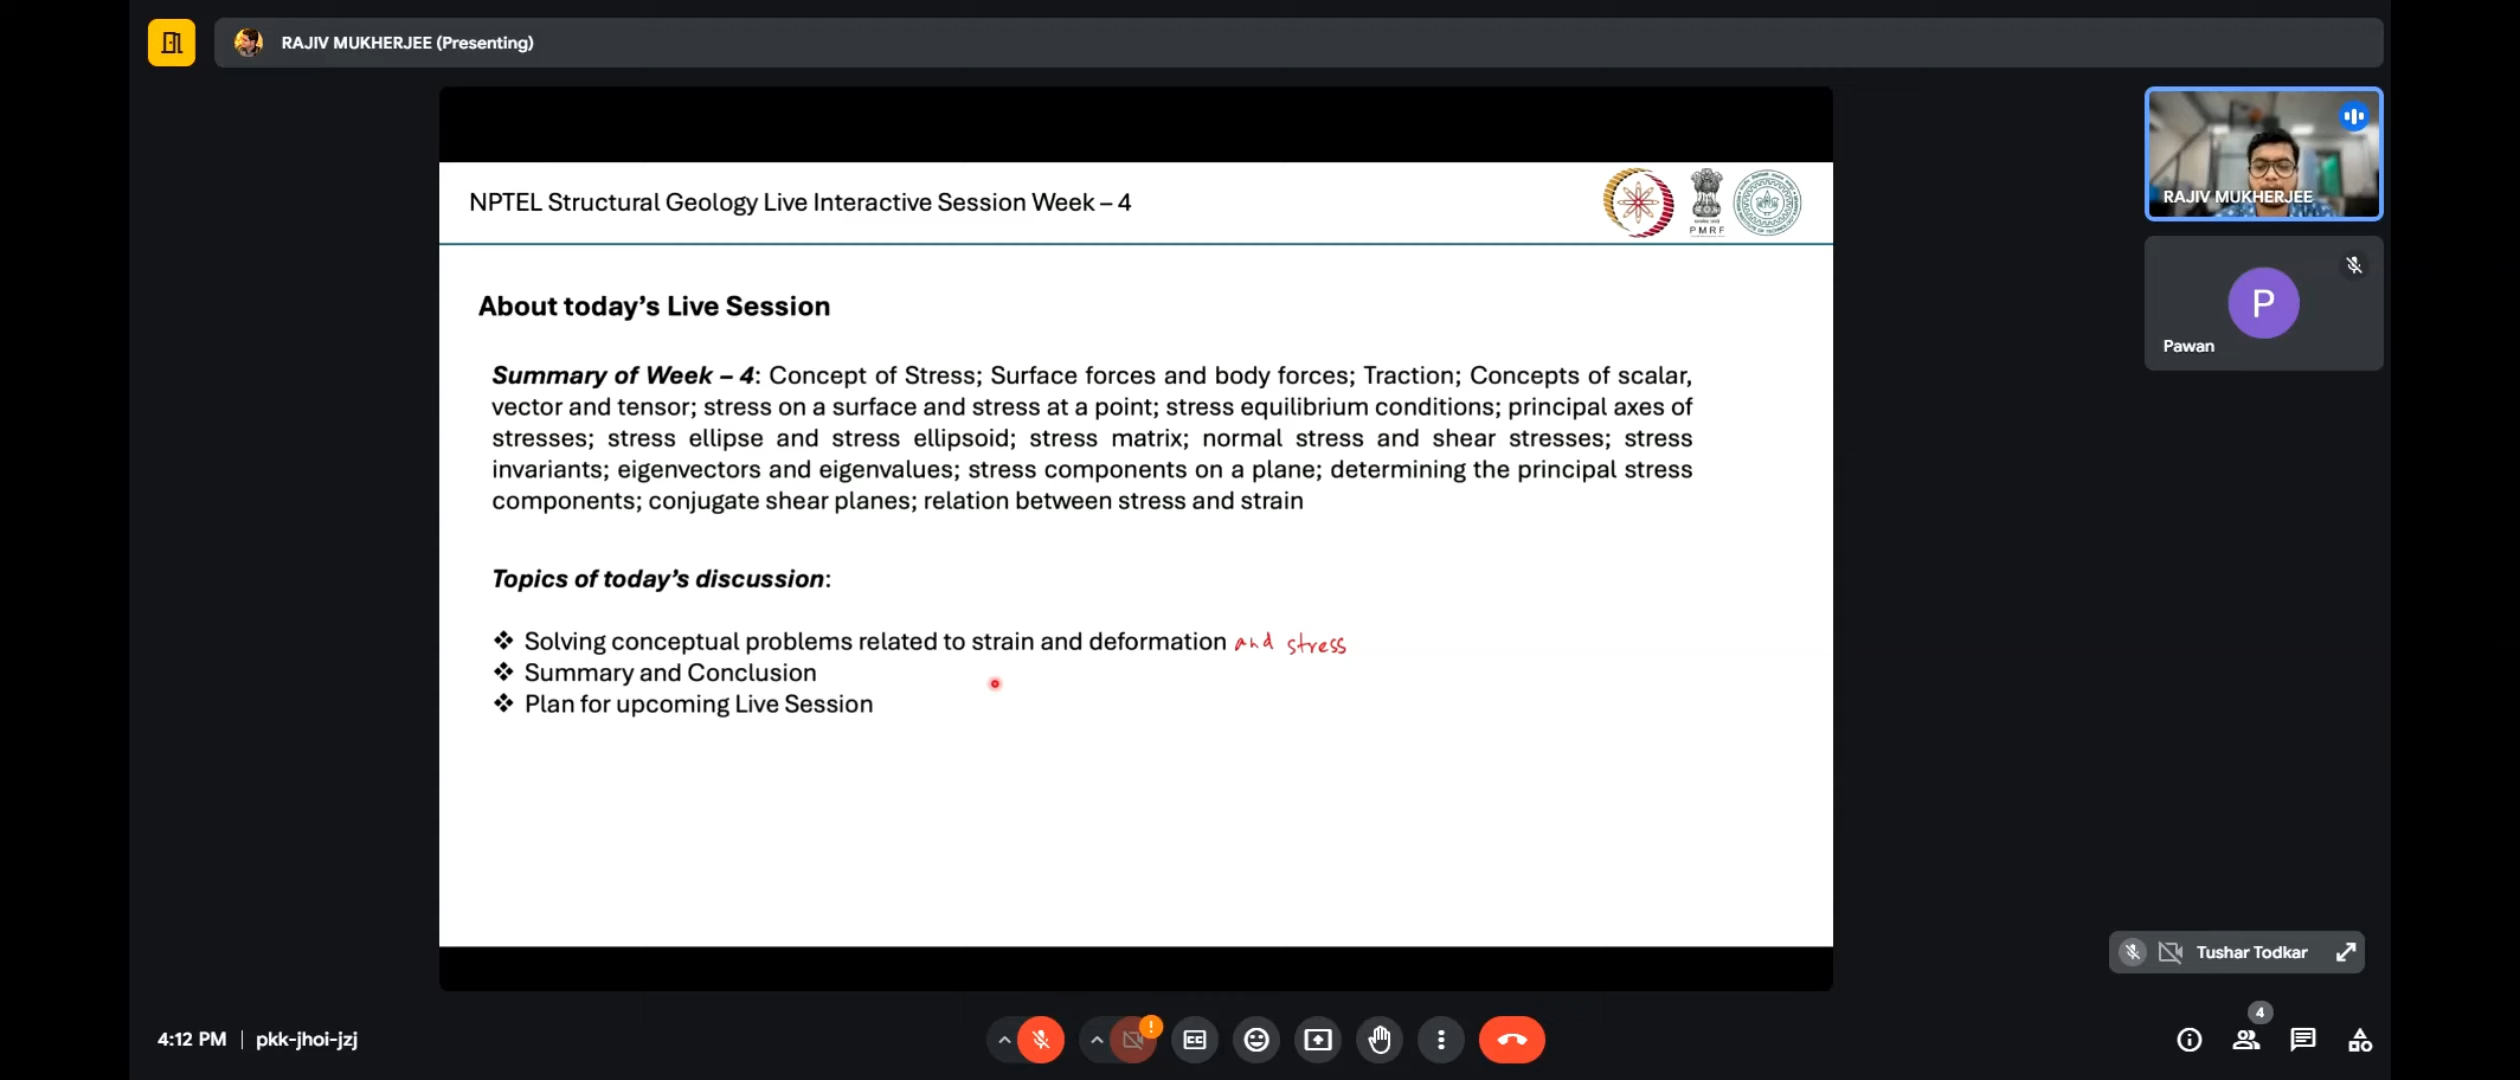 RAJIV MUKHERJEE (Presenting)
NPTEL Structural Geology Live Interactive Session Week – 4
PMRF
RAJIV MUKHERJEE
P
Pawan
About today's Live Session
Summary of Week – 4: Concept of Stress; Surface forces and body forces; Traction; Concepts of scalar,
vector and tensor; stress on a surface and stress at a point; stress equilibrium conditions; principal axes of
stresses; stress ellipse and stress ellipsoid; stress matrix; normal stress and shear stresses; stress
invariants; eigenvectors and eigenvalues; stress components on a plane; determining the principal stress
components; conjugate shear planes; relation between stress and strain
Topics of today's discussion:
❖ Solving conceptual problems related to strain and deformation and stress
❖ Summary and Conclusion
❖ Plan for upcoming Live Session
Tushar Todkar
4:12 PM | pkk-jhoi-jzj
CC
4